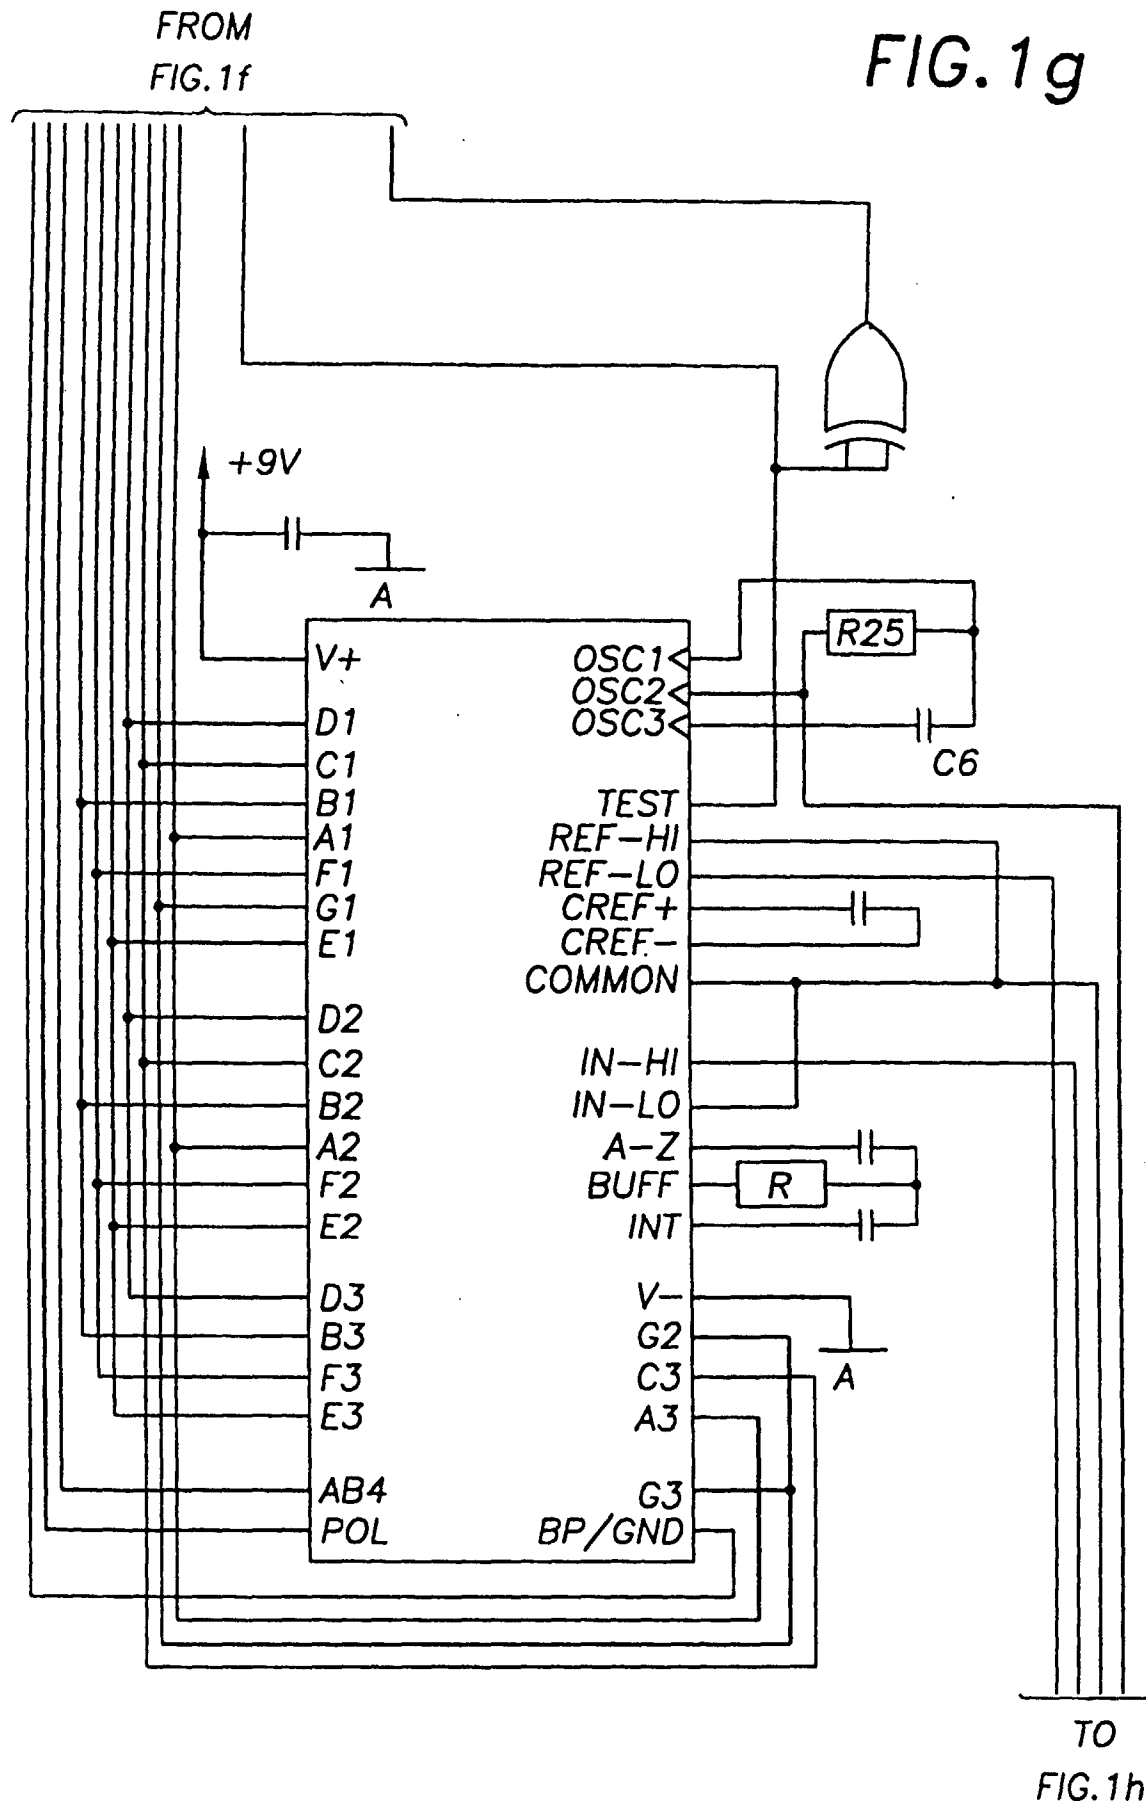 FROM
FIG.1f
FIG.1g
+9V
A
V+
D1
C1
B1
A1
F1
G1
E1
D2
C2
B2
A2
F2
E2
D3
B3
F3
E3
AB4
POL
OSC1
OSC2
OSC3
TEST
REF-HI
REF-LO
CREF+
CREF-
COMMON
IN-HI
IN-LO
A-Z
BUFF
INT
V-
G2
C3
A3
G3
BP/GND
R25
C6
R
A
TO
FIG.1h